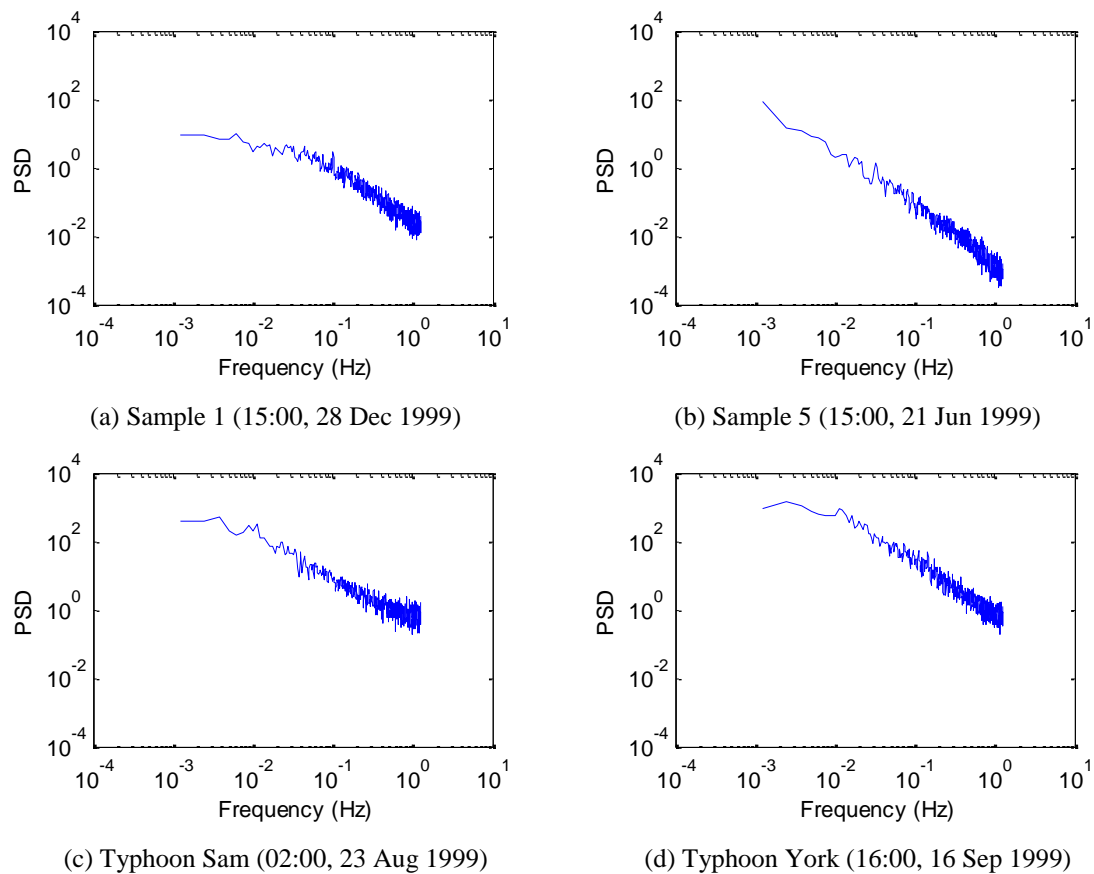 10^4 10^4
10^2 10^2
10^0 10^0
10^-2 10^-2
10^-4 10^-4
PSD PSD
10^-4 10^-3 10^-2 10^-1 10^0 10^1 10^-4 10^-3 10^-2 10^-1 10^0 10^1
Frequency (Hz) Frequency (Hz)
(a) Sample 1 (15:00, 28 Dec 1999) (b) Sample 5 (15:00, 21 Jun 1999)
10^4 10^4
10^2 10^2
10^0 10^0
10^-2 10^-2
10^-4 10^-4
PSD PSD
10^-4 10^-3 10^-2 10^-1 10^0 10^1 10^-4 10^-3 10^-2 10^-1 10^0 10^1
Frequency (Hz) Frequency (Hz)
(c) Typhoon Sam (02:00, 23 Aug 1999) (d) Typhoon York (16:00, 16 Sep 1999)